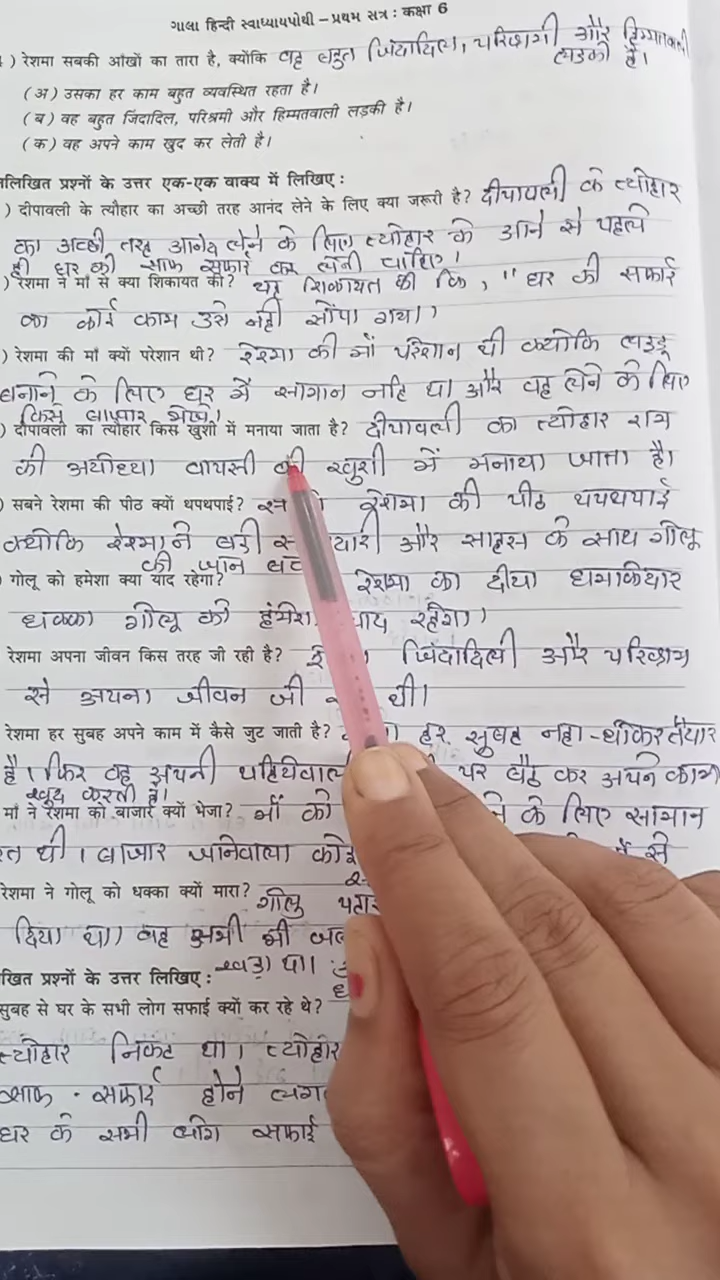 गाला हिन्दी स्वाध्यायपोथी – प्रथम सत्र : कक्षा 6
) रेशमा सबकी आँखों का तारा है, क्योंकि वह बहुत जिंदादिल, परिश्रमी और हिम्मतवाली
लड़की है।
(अ) उसका हर काम बहुत व्यवस्थित रहता है।
(ब) वह बहुत जिंदादिल, परिश्रमी और हिम्मतवाली लड़की है।
(क) वह अपने काम खुद कर लेती है।
लिखित प्रश्नों के उत्तर एक-एक वाक्य में लिखिए :
) दीपावली के त्यौहार का अच्छी तरह आनंद लेने के लिए क्या जरूरी है? दीपावली के त्योहार
का अच्छी तरह आनंद लेने के लिए त्योहार के आने से पहले
ही घर की साफ सफाई कर लेनी चाहिए।
) रेशमा ने माँ से क्या शिकायत की? यह शिकायत की कि, "घर की सफाई
का कोई काम उसे नही सोंपा गया।
) रेशमा की माँ क्यों परेशान थी? रेशमा की माँ परेशान थी क्योकि लड्डू
बनाने के लिए घर में सामान नहि था और वह लेने के लिए
किसे बाजार भेजे।
) दीपावली का त्यौहार किस खुशी में मनाया जाता है? दीपावली का त्योहार राम
की अयोध्या वापसी की खुशी में मनाया जाता है।
) सबने रेशमा की पीठ क्यों थपथपाई? रेशमा की पीठ थपथपाई
क्योकि रेशमा ने बड़ी और साहस के साथ गोलू
की जान
गोलू को हमेशा क्या याद रहेगा? रेशमा का दीया धमाकेदार
धक्का गोलू को याद रहेगा।
रेशमा अपना जीवन किस तरह जी रही है? जिंदादिली और परिश्रम
से अपना जीवन जी थी।
रेशमा हर सुबह अपने काम में कैसे जुट जाती है? हर सुबह नहा-धोकर तैयार
है। फिर वह अपनी पर बैठ कर अपने काम
खुद करती है।
माँ ने रेशमा को बाजार क्यों भेजा? माँ को के लिए सामान
थी। बाजार जानेवाला से
रेशमा ने गोलू को धक्का क्यों मारा? गोलू
दिया था। वह अभी भी
खड़ा था।
खित प्रश्नों के उत्तर लिखिए :
सुबह से घर के सभी लोग सफाई क्यों कर रहे थे?
त्योहार निकट था। त्योहार
साफ - सफाई होने
घर के सभी लोग सफाई